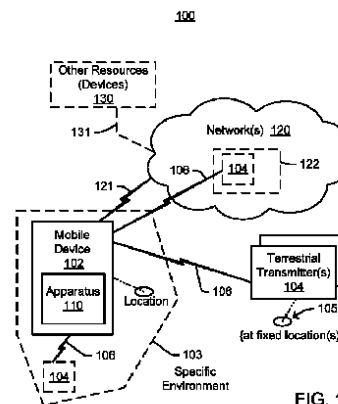 100
Other Resources
(Devices)
130
131
Network(s) 120
106
104
122
121
Mobile
Device
102
Apparatus
110
Location
106
Terrestrial
Transmitter(s)
104
105
{at fixed location(s)}
106
104
103
Specific
Environment
FIG. 1